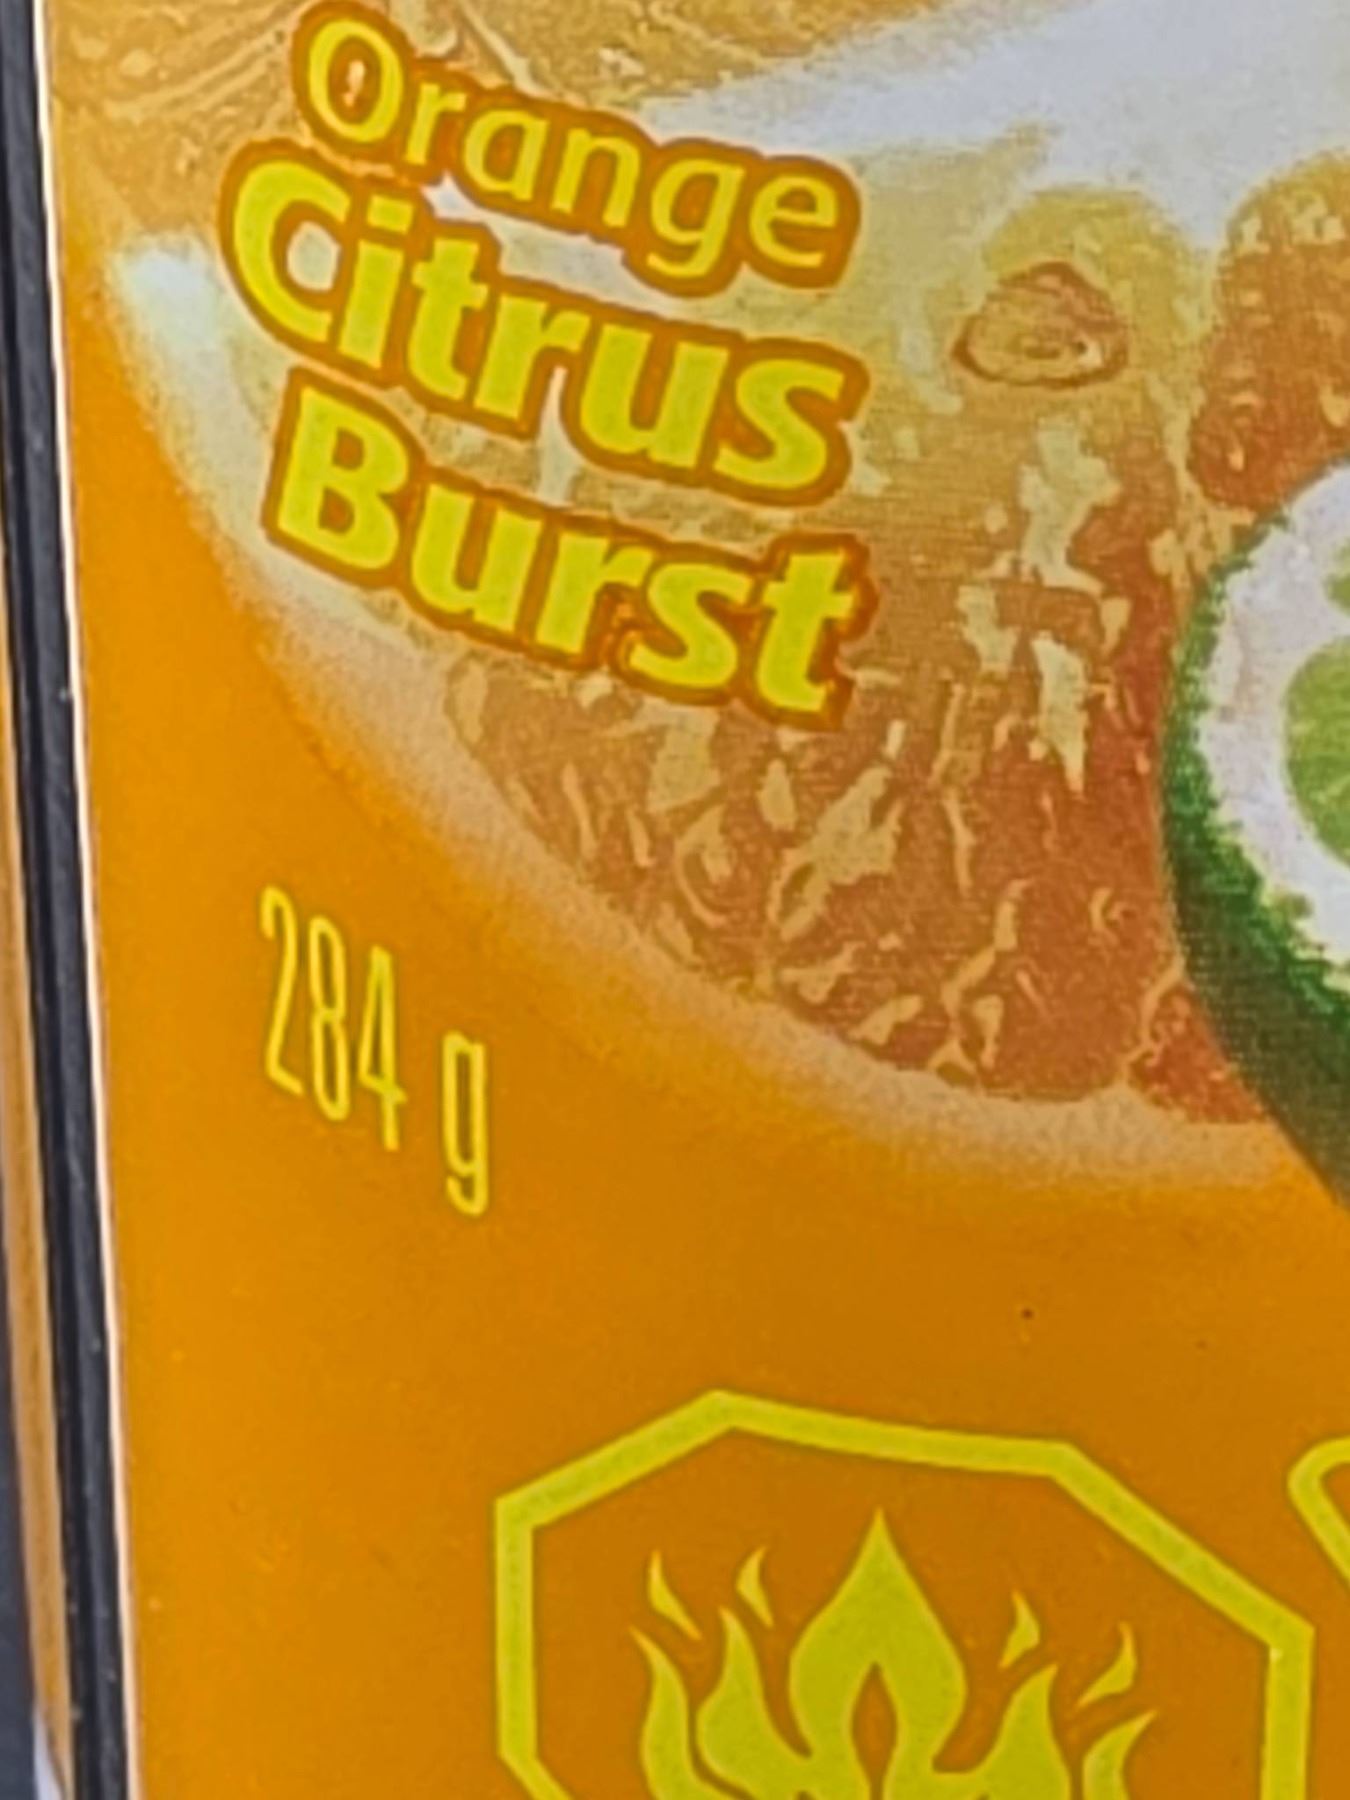 Orange
Citrus
Burst
284 g